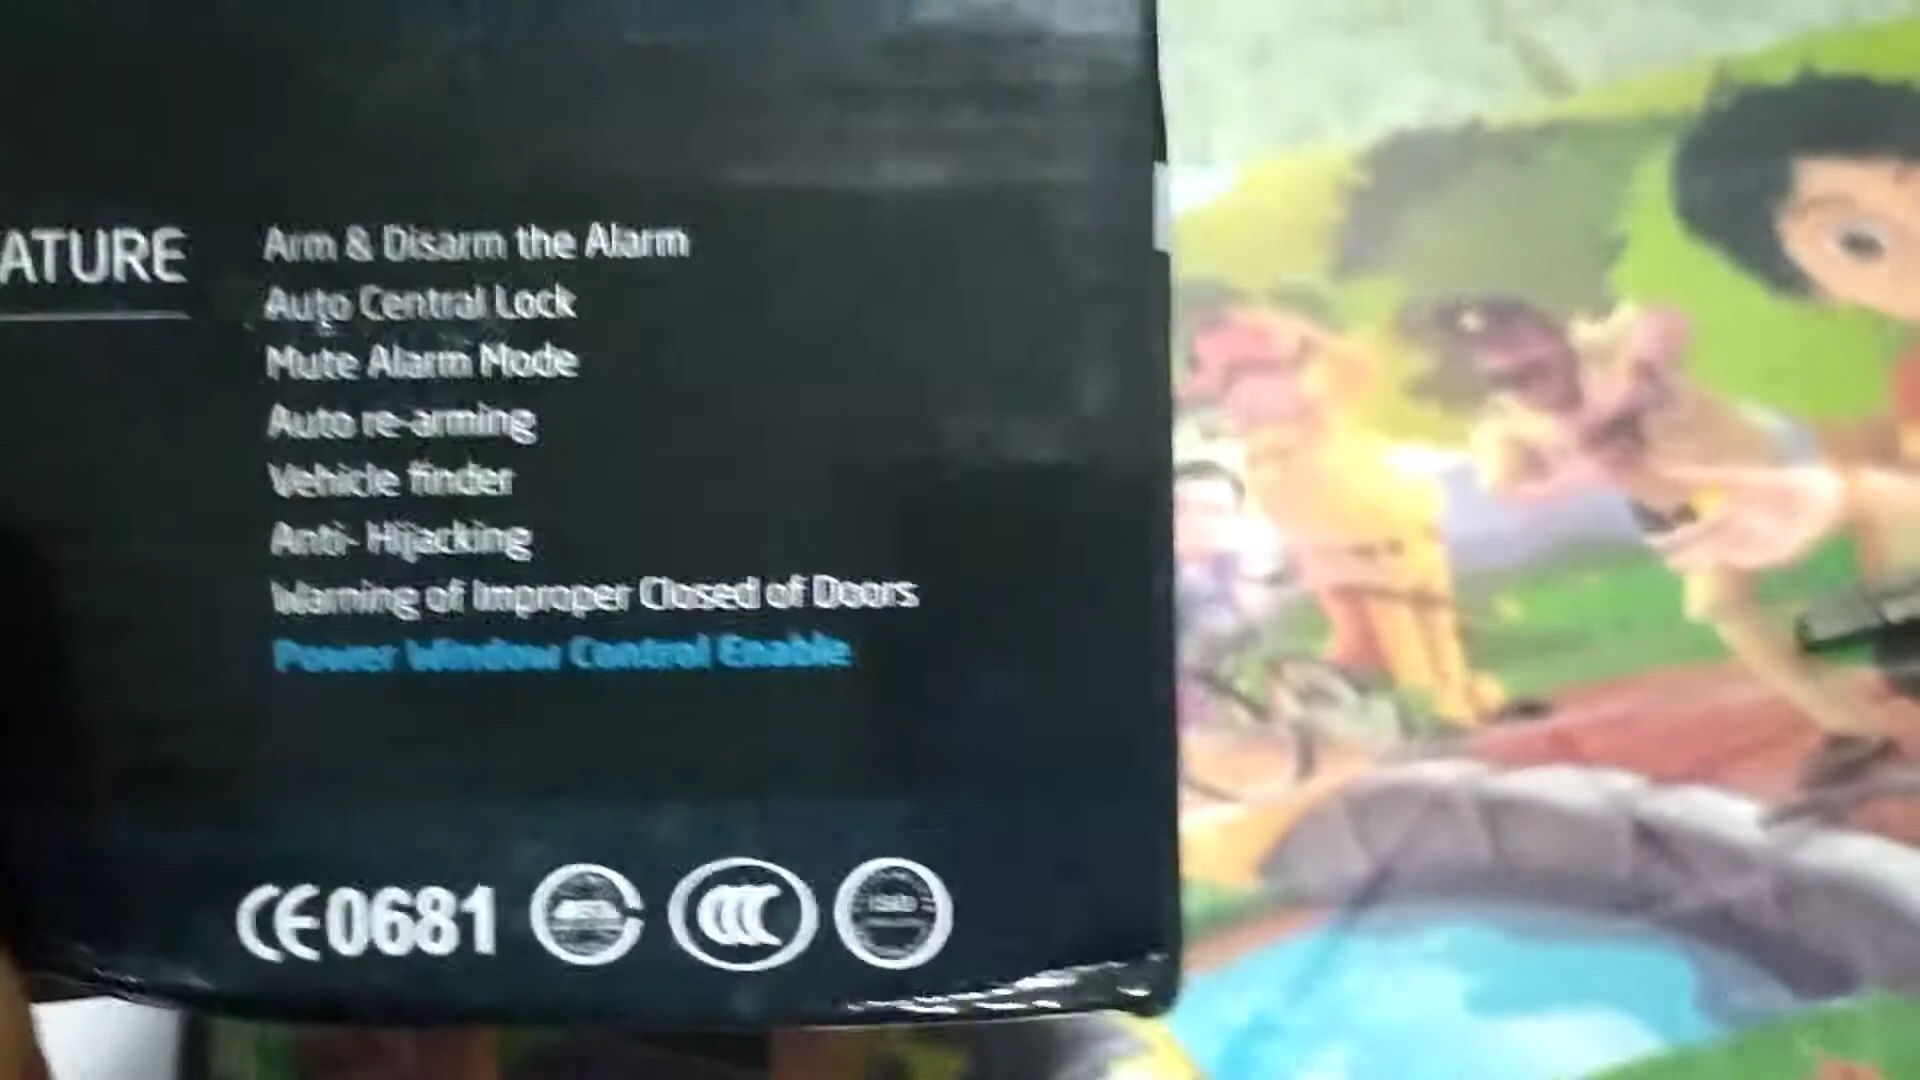 ATURE
Arm & Disarm the Alarm
Auto Central Lock
Mute Alarm Mode
Auto re-arming
Vehicle finder
Anti- Hijacking
Warning of Improper Closed of Doors
Power Window Control Enable
CE0681